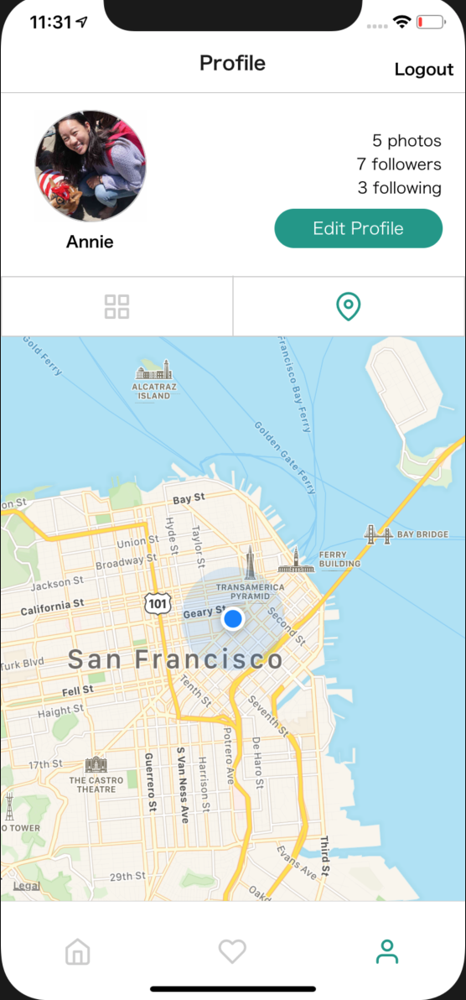 11:31
Profile
Logout
5 photos
7 followers
3 following
Edit Profile
Annie
Gold Ferry
Francisco Bay Ferry
ALCATRAZ
ISLAND
Golden Gate Ferry
on St
Bay St
Hyde St
Taylor St
Union St
Broadway St
BAY BRIDGE
FERRY
BUILDING
Jackson St
TRANSAMERICA
PYRAMID
California St
101
Geary St
Second St
Turk Blvd
San Francisco
Fell St
Tenth St
Haight St
Seventh St
Potrero Ave
De Haro St
17th St
Guerrero St
S Van Ness Ave
Harrison St
THE CASTRO
THEATRE
O TOWER
Third St
Evans Ave
29th St
Legal
Oakd